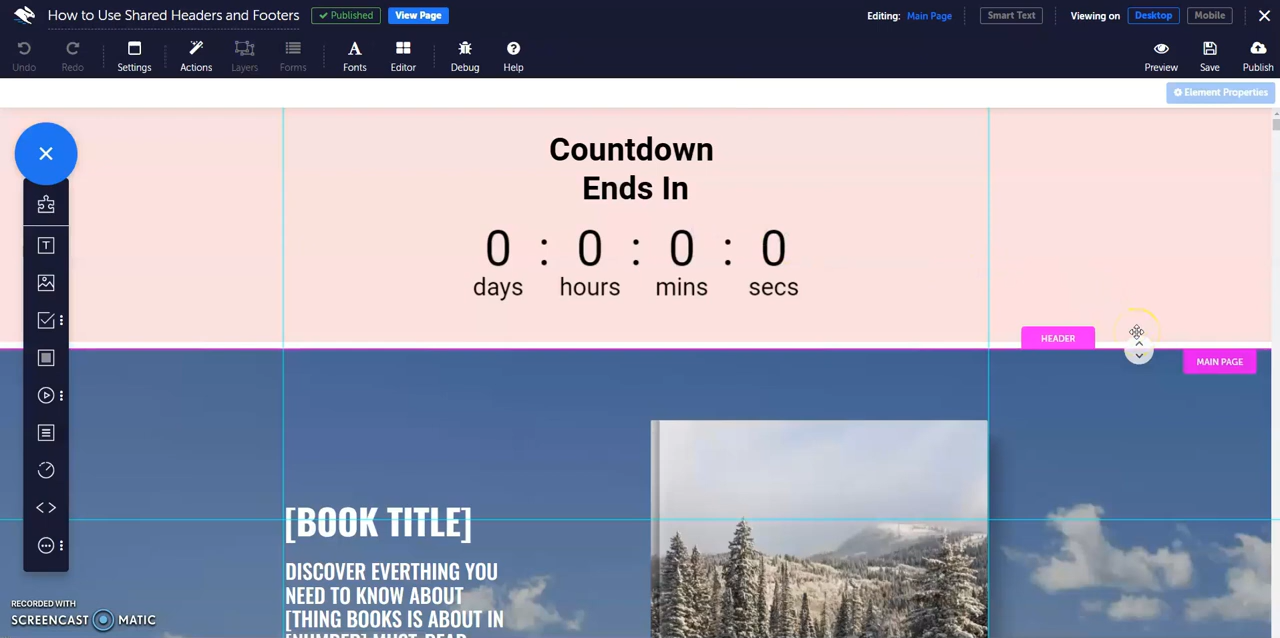 How to Use Shared Headers and Footers
Published
View Page
Editing: Main Page
Smart Text
Viewing on
Desktop
Mobile
Undo
Redo
Settings
Actions
Layers
Forms
Fonts
Editor
Debug
Help
Preview
Save
Publish
Element Properties
Countdown
Ends In
0 : 0 : 0 : 0
days hours mins secs
HEADER
MAIN PAGE
[BOOK TITLE]
DISCOVER EVERTHING YOU
NEED TO KNOW ABOUT
[THING BOOKS IS ABOUT IN
[NUMBER] MUST-READ
RECORDED WITH
SCREENCAST MATIC